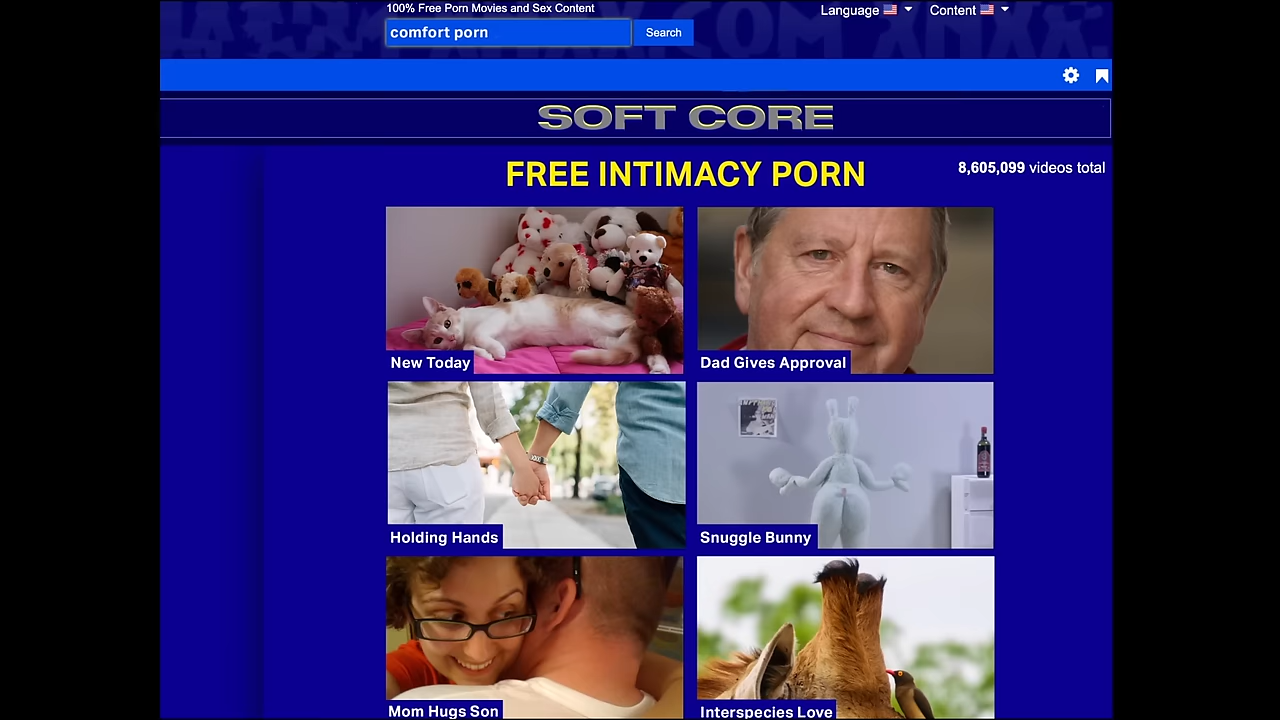 100% Free Porn Movies and Sex Content
Language
Content
comfort porn
Search
SOFT CORE
FREE INTIMACY PORN
8,605,099 videos total
New Today
Dad Gives Approval
Holding Hands
Snuggle Bunny
Mom Hugs Son
Interspecies Love